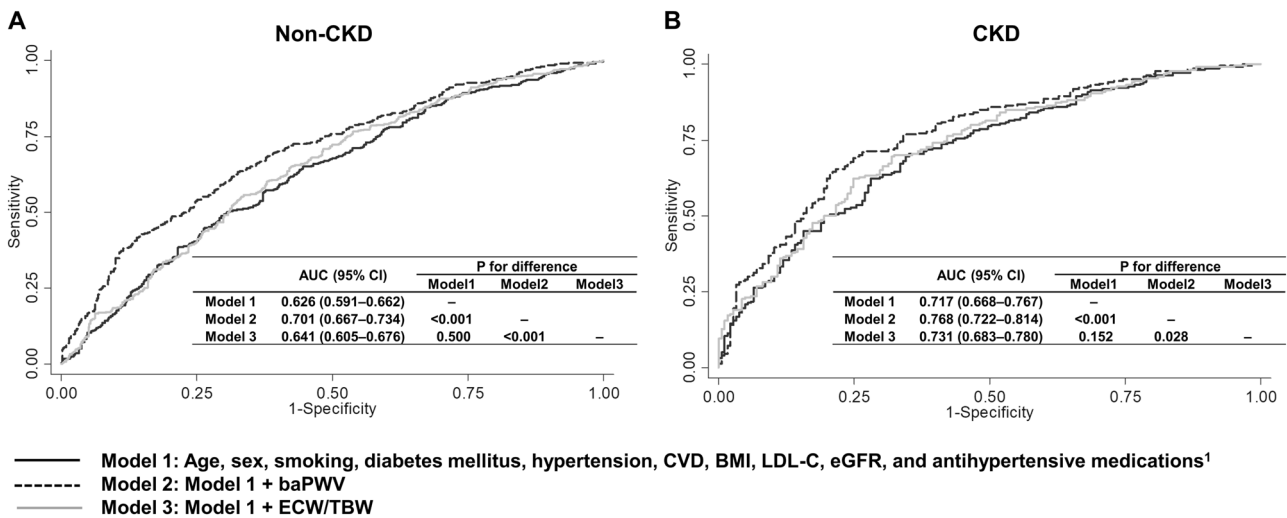 A
Non-CKD
Sensitivity
1.00
0.75
0.50
0.25
0.00
AUC (95% CI) P for difference
Model1 Model2 Model3
Model 1 0.626 (0.591–0.662) –
Model 2 0.701 (0.667–0.734) <0.001 –
Model 3 0.641 (0.605–0.676) 0.500 <0.001 –
0.00 0.25 0.50 0.75 1.00
1-Specificity
B
CKD
Sensitivity
1.00
0.75
0.50
0.25
0.00
AUC (95% CI) P for difference
Model1 Model2 Model3
Model 1 0.717 (0.668–0.767) –
Model 2 0.768 (0.722–0.814) <0.001 –
Model 3 0.731 (0.683–0.780) 0.152 0.028 –
0.00 0.25 0.50 0.75 1.00
1-Specificity
Model 1: Age, sex, smoking, diabetes mellitus, hypertension, CVD, BMI, LDL-C, eGFR, and antihypertensive medications¹
Model 2: Model 1 + baPWV
Model 3: Model 1 + ECW/TBW